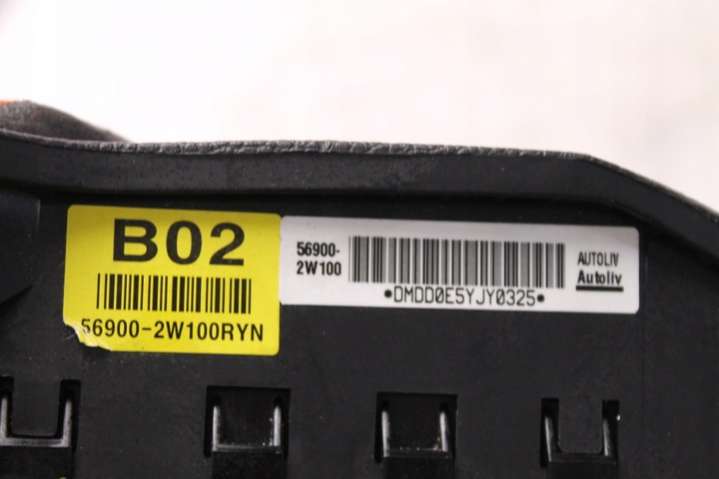 B02
56900-2W100RYN
56900-
2W100
*DMDD0E5YJY0325*
AUTOLIV
Autoliv